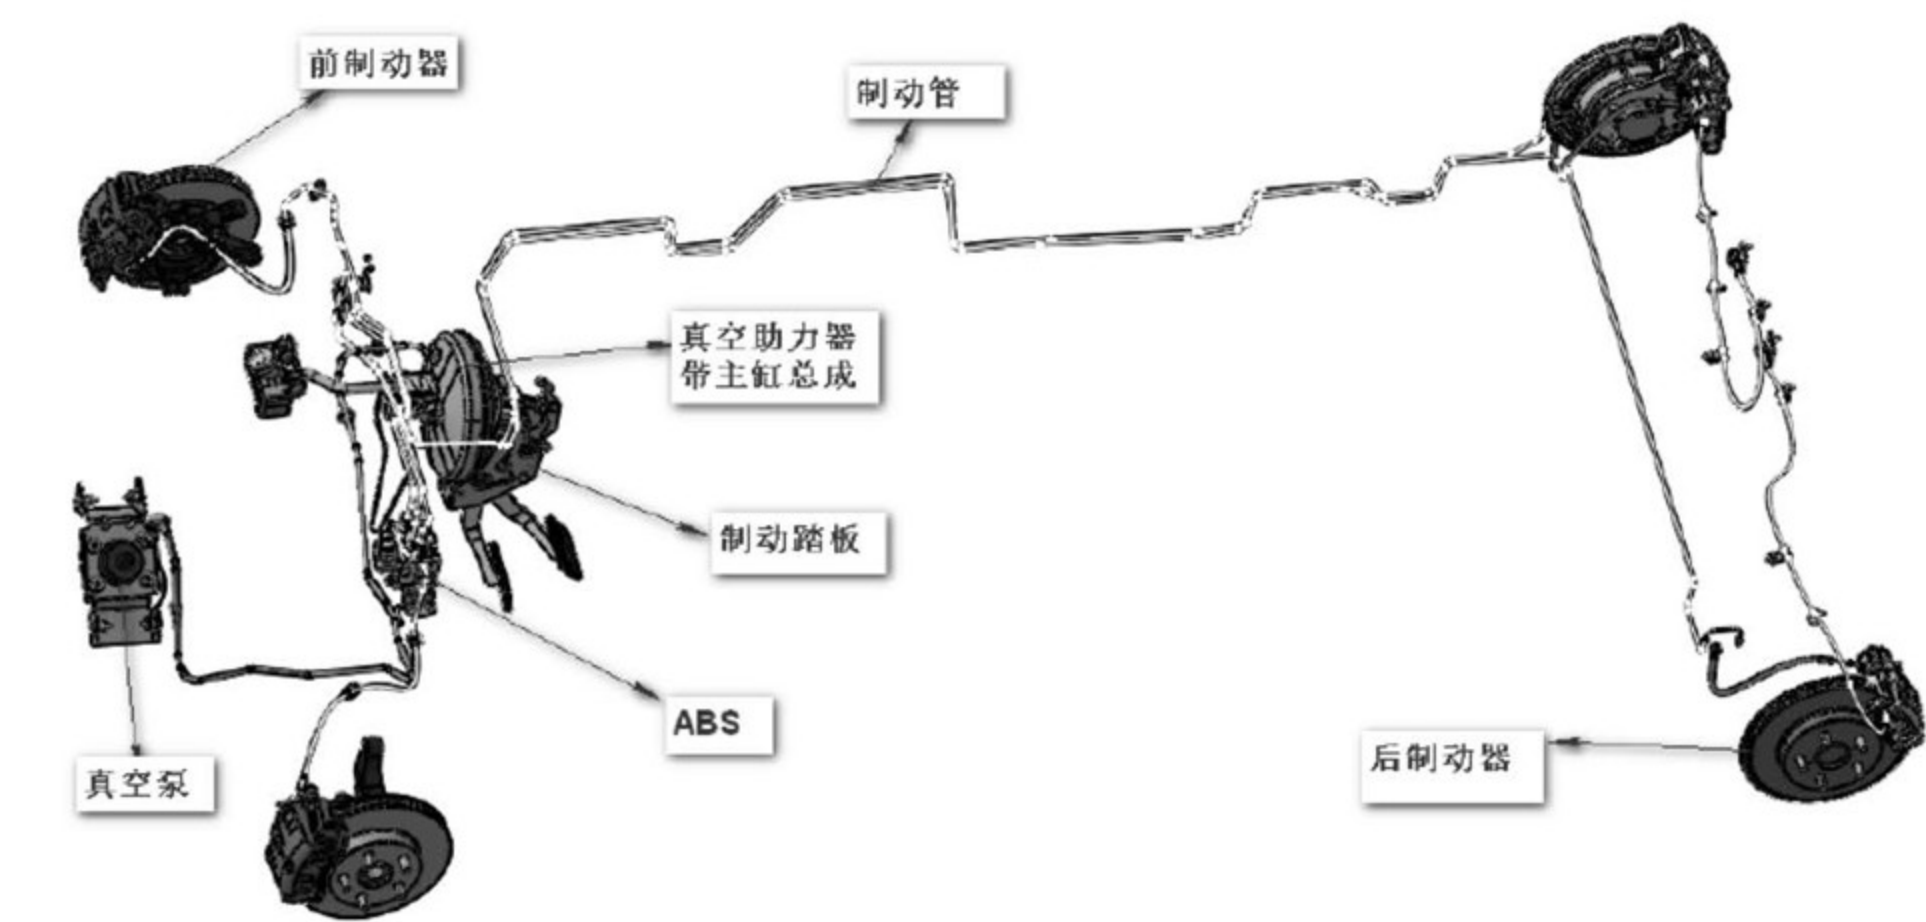 前制动器
制动管
真空助力器
带主缸总成
制动踏板
ABS
后制动器
真空泵